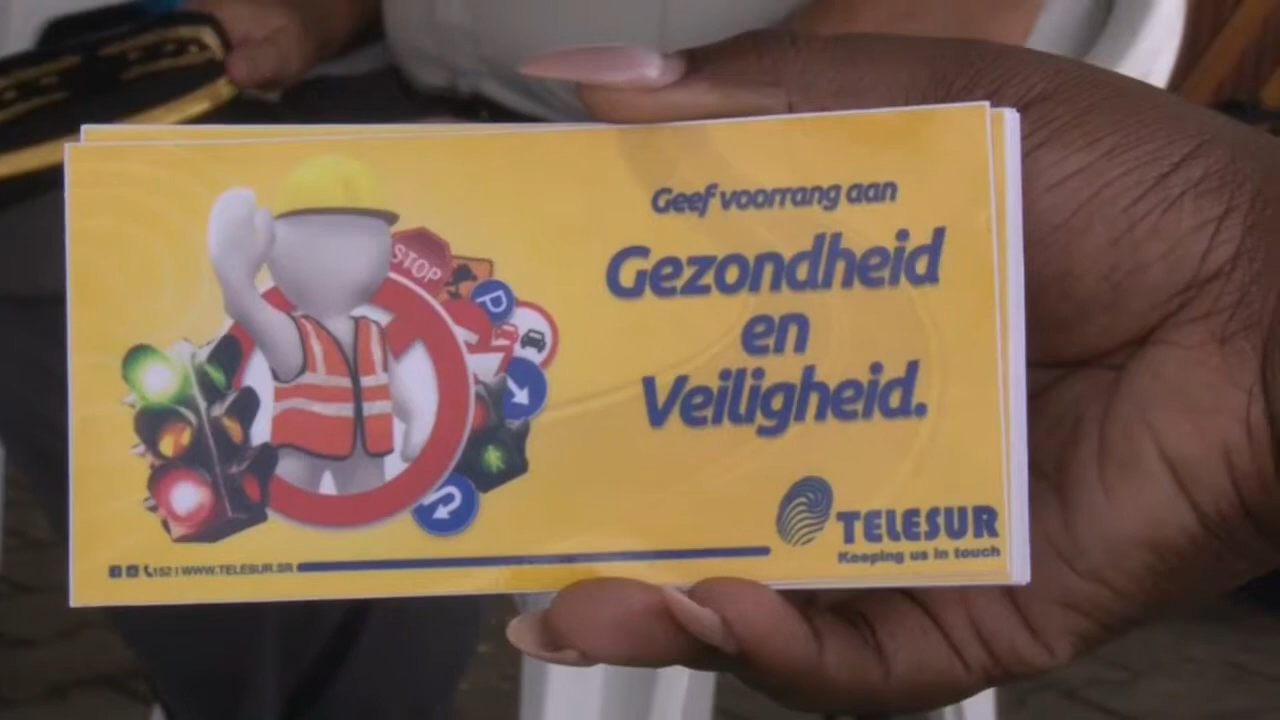 STOP
P
Geef voorrang aan
Gezondheid
en
Veiligheid.
TELESUR
Keeping us in touch
152 I WWW.TELESUR.SR